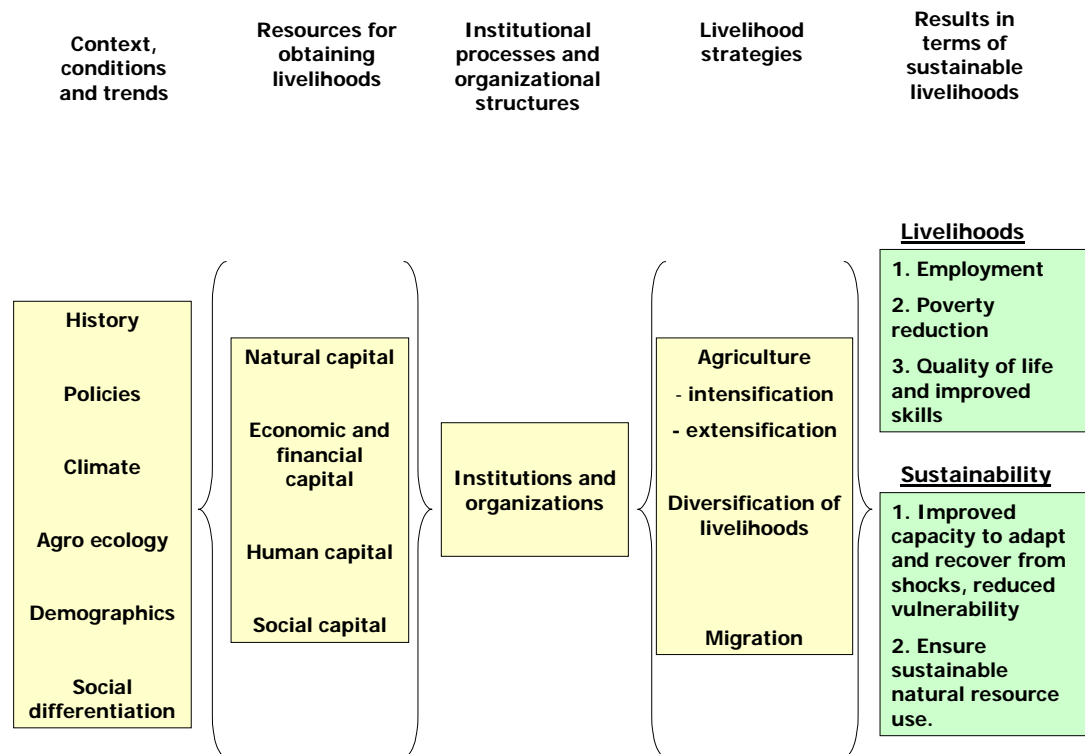 Context,
conditions
and trends
Resources for
obtaining
livelihoods
Institutional
processes and
organizational
structures
Livelihood
strategies
Results in
terms of
sustainable
livelihoods
History
Policies
Climate
Agro ecology
Demographics
Social
differentiation
Natural capital
Economic and
financial
capital
Human capital
Social capital
Institutions and
organizations
Agriculture
- intensification
- extensification
Diversification of
livelihoods
Migration
Livelihoods
1. Employment
2. Poverty
reduction
3. Quality of life
and improved
skills
Sustainability
1. Improved
capacity to adapt
and recover from
shocks, reduced
vulnerability
2. Ensure
sustainable
natural resource
use.